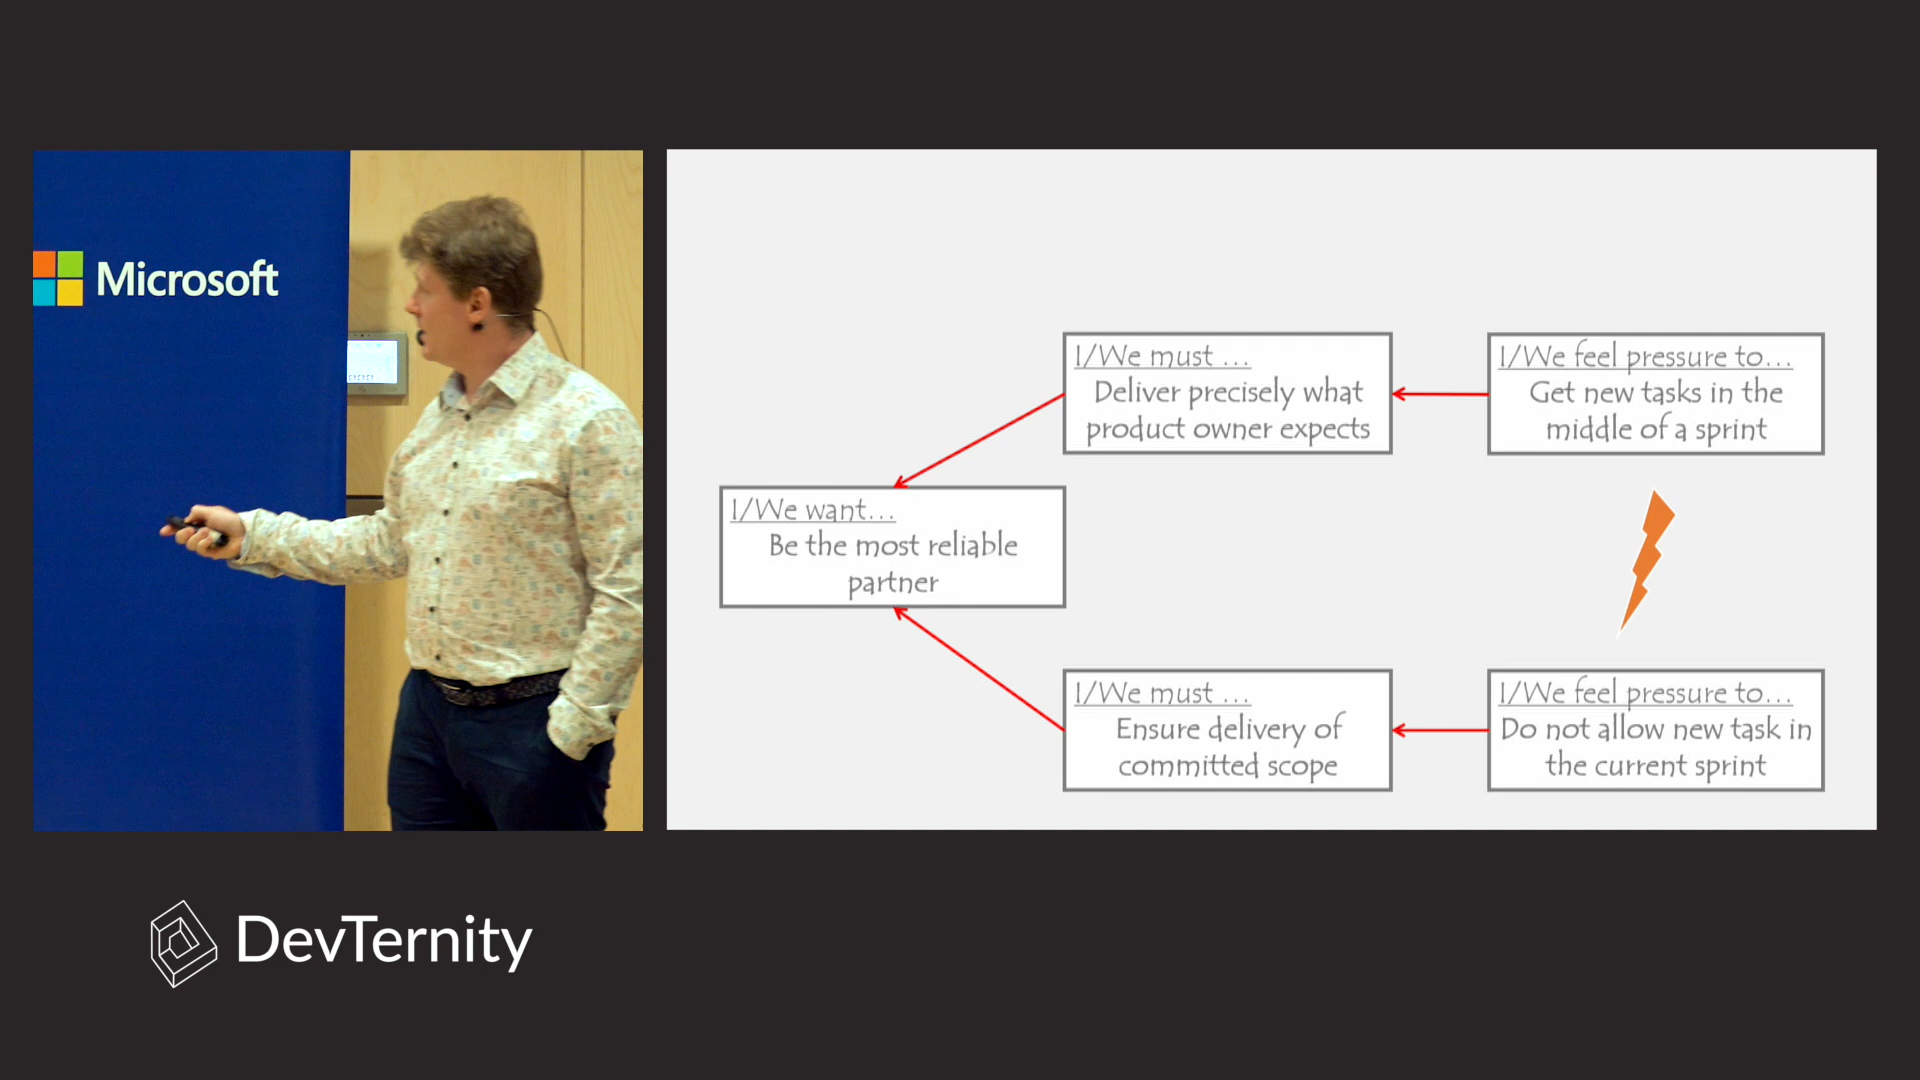 Microsoft
I/We must ...
Deliver precisely what
product owner expects
I/We feel pressure to...
Get new tasks in the
middle of a sprint
I/We want...
Be the most reliable
partner
I/We must ...
Ensure delivery of
committed scope
I/We feel pressure to...
Do not allow new task in
the current sprint
DevTernity